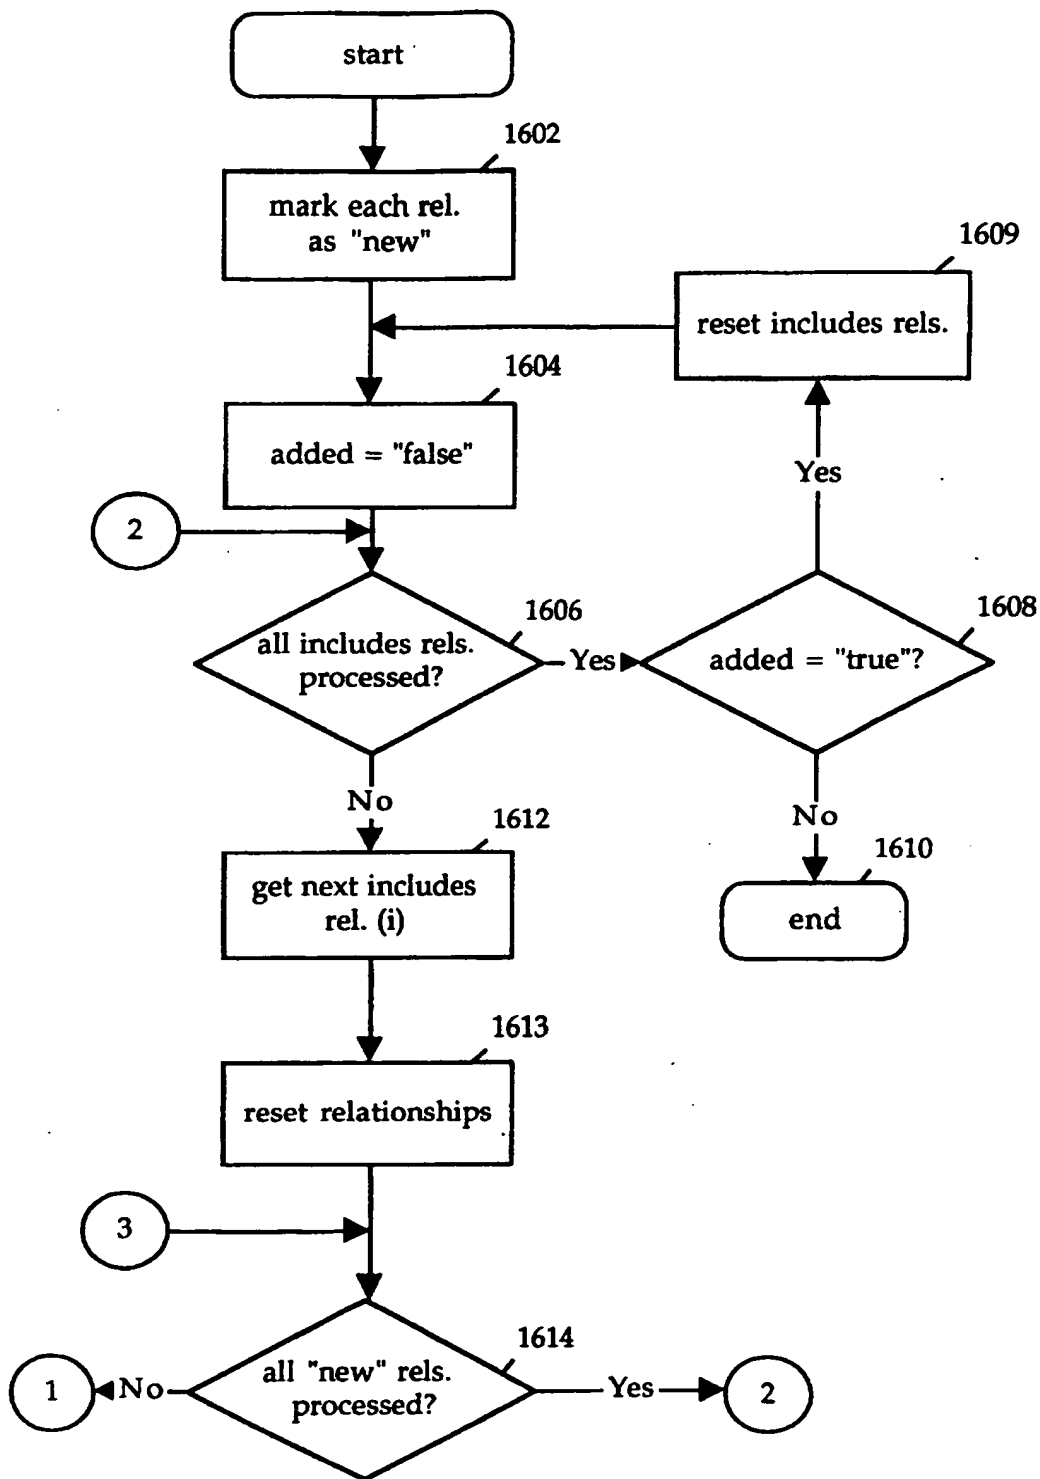 start
1602
mark each rel.
as "new"
1609
reset includes rels.
1604
added = "false"
Yes
2
1606
all includes rels.
processed?
Yes
1608
added = "true"?
No
No
1612
get next includes
rel. (i)
1610
end
1613
reset relationships
3
1614
all "new" rels.
processed?
1
No
Yes
2